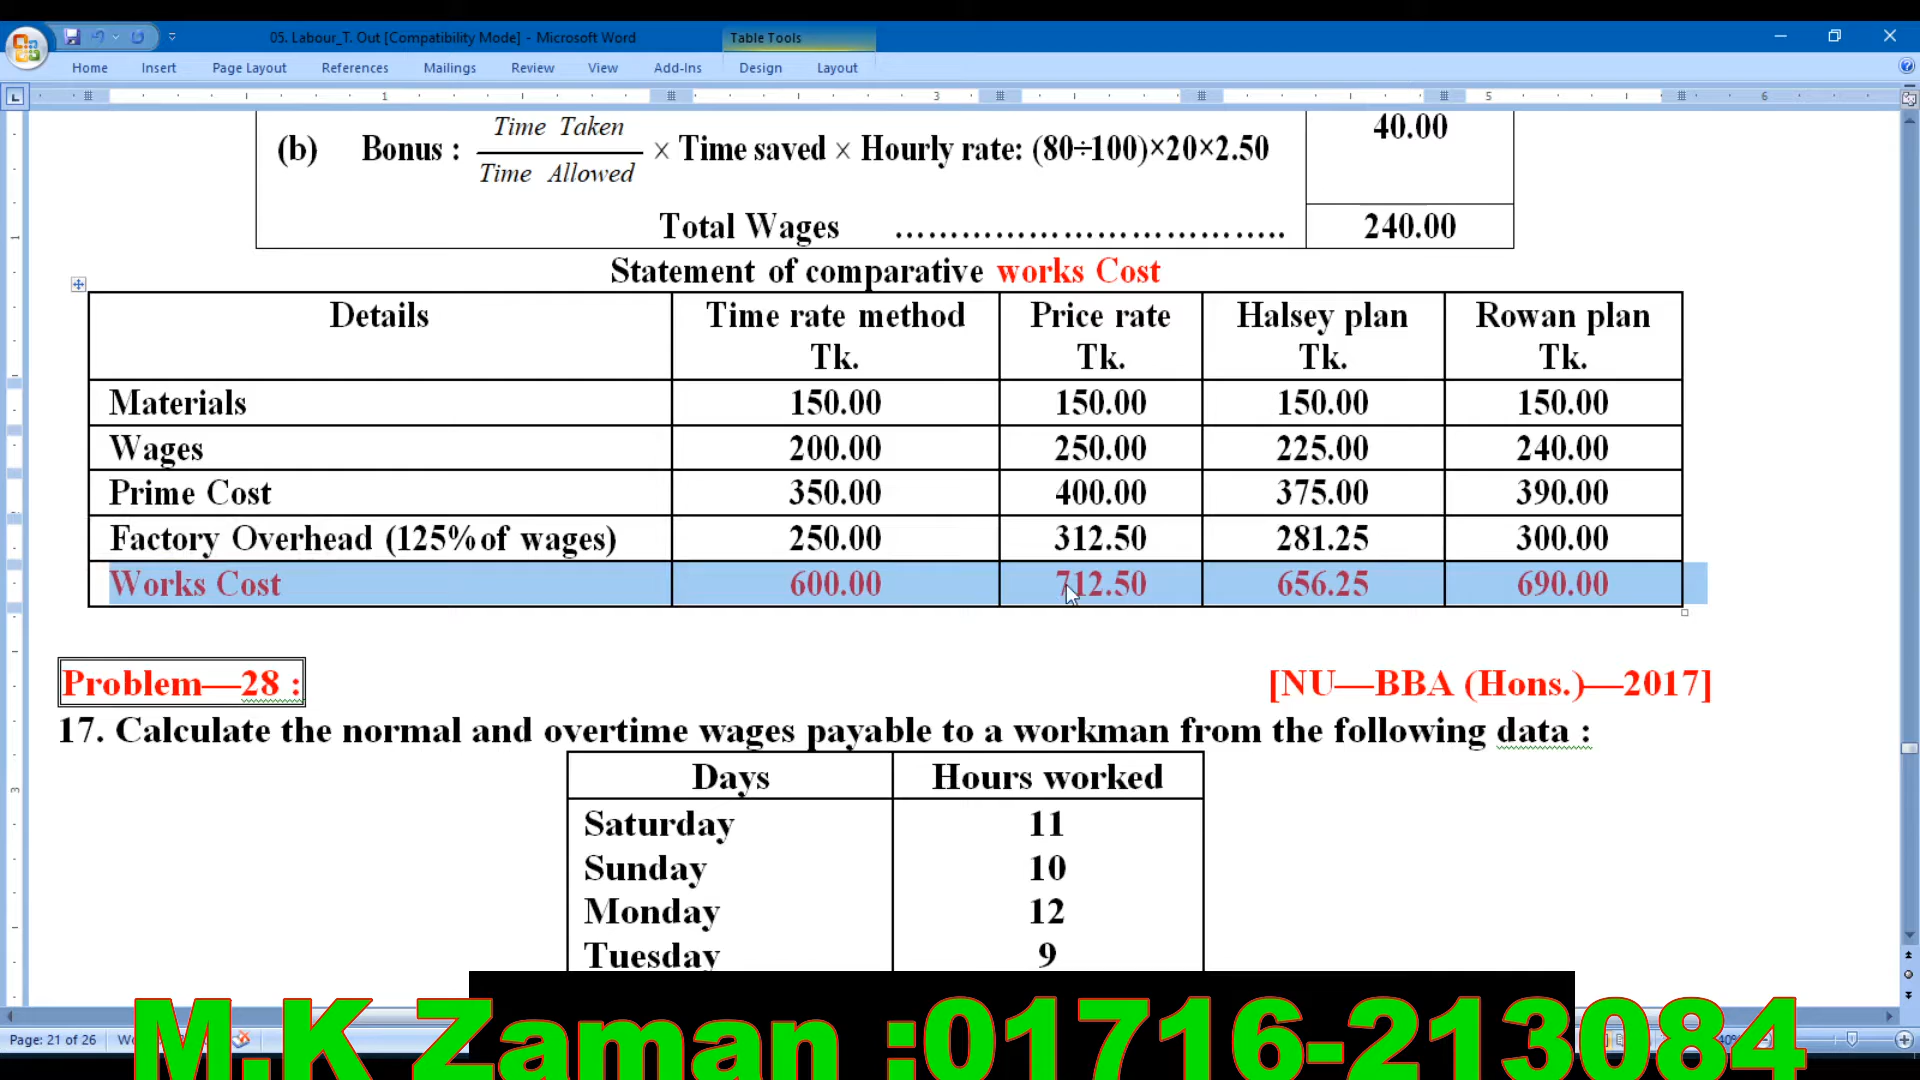 05. Labour_T. Out [Compatibility Mode] - Microsoft Word
Table Tools
Home Insert Page Layout References Mailings Review View Add-Ins Design Layout
1 3 5 6
(b) Bonus : Time Taken / Time Allowed × Time saved × Hourly rate: (80÷100)×20×2.50 40.00
Total Wages ………………………………….. 240.00
Statement of comparative works Cost
Details Time rate method Tk. Price rate Tk. Halsey plan Tk. Rowan plan Tk.
Materials 150.00 150.00 150.00 150.00
Wages 200.00 250.00 225.00 240.00
Prime Cost 350.00 400.00 375.00 390.00
Factory Overhead (125%of wages) 250.00 312.50 281.25 300.00
Works Cost 600.00 712.50 656.25 690.00
Problem—28 : [NU—BBA (Hons.)—2017]
17. Calculate the normal and overtime wages payable to a workman from the following data :
Days Hours worked
Saturday 11
Sunday 10
Monday 12
Tuesday 9
Page: 21 of 26
M.K Zaman :01716-213084